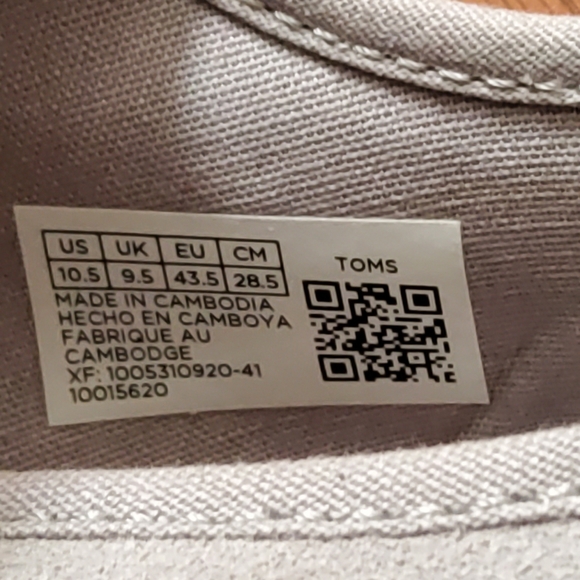 US UK EU CM
10.5 9.5 43.5 28.5
MADE IN CAMBODIA
HECHO EN CAMBOYA
FABRIQUE AU
CAMBODGE
XF: 1005310920-41
10015620
TOMS